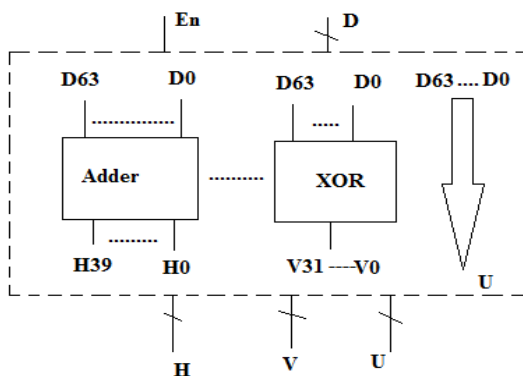 En
D
D63
D0
D63
D0
D63 .... D0
Adder
XOR
H39
H0
V31 ----V0
U
H
V
U